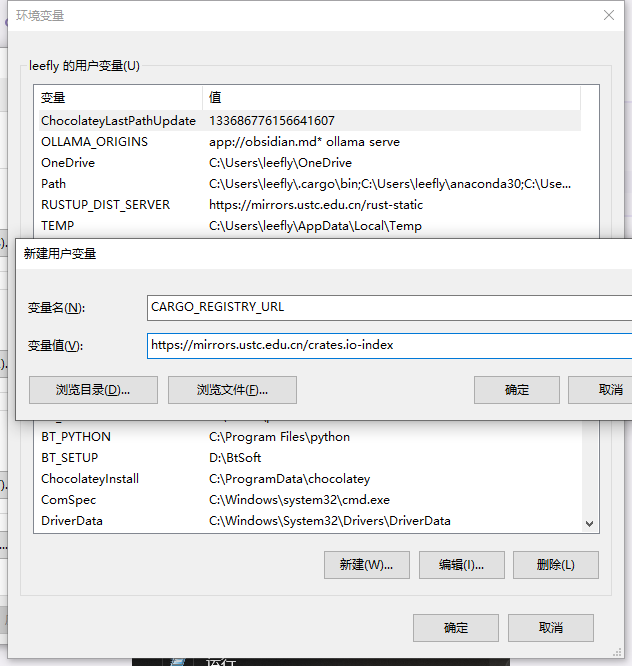 环境变量
leefly 的用户变量(U)
变量 值
ChocolateyLastPathUpdate 133686776156641607
OLLAMA_ORIGINS app://obsidian.md* ollama serve
OneDrive C:\Users\leefly\OneDrive
Path C:\Users\leefly\.cargo\bin;C:\Users\leefly\anaconda30;C:\Use...
RUSTUP_DIST_SERVER https://mirrors.ustc.edu.cn/rust-static
TEMP C:\Users\leefly\AppData\Local\Temp
新建用户变量
变量名(N): CARGO_REGISTRY_URL
变量值(V): https://mirrors.ustc.edu.cn/crates.io-index
浏览目录(D)... 浏览文件(F)... 确定 取消
BT_PYTHON C:\Program Files\python
BT_SETUP D:\BtSoft
ChocolateyInstall C:\ProgramData\chocolatey
ComSpec C:\Windows\system32\cmd.exe
DriverData C:\Windows\System32\Drivers\DriverData
新建(W)... 编辑(I)... 删除(L)
确定 取消